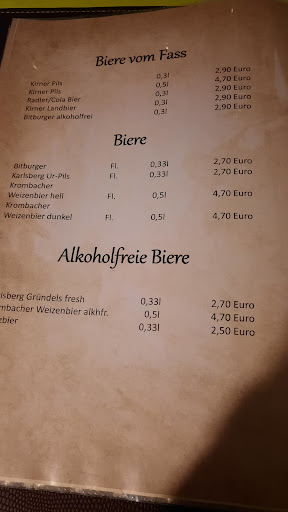 Biere vom Fass
Kirner Pils 0,3l 2,90 Euro
Kirner Pils 0,5l 4,70 Euro
Radler/Cola Bier 0,3l 2,90 Euro
Kirner Landbier 0,3l 2,90 Euro
Bitburger alkoholfrei 0,3l 2,90 Euro
Biere
Bitburger Fl. 0,33l 2,70 Euro
Karlsberg Ur-Pils Fl. 0,33l 2,70 Euro
Krombacher
Weizenbier hell Fl. 0,5l 4,70 Euro
Krombacher
Weizenbier dunkel Fl. 0,5l 4,70 Euro
Alkoholfreie Biere
lsberg Gründels fresh 0,33l 2,70 Euro
mbacher Weizenbier alkhfr. 0,5l 4,70 Euro
bier 0,33l 2,50 Euro